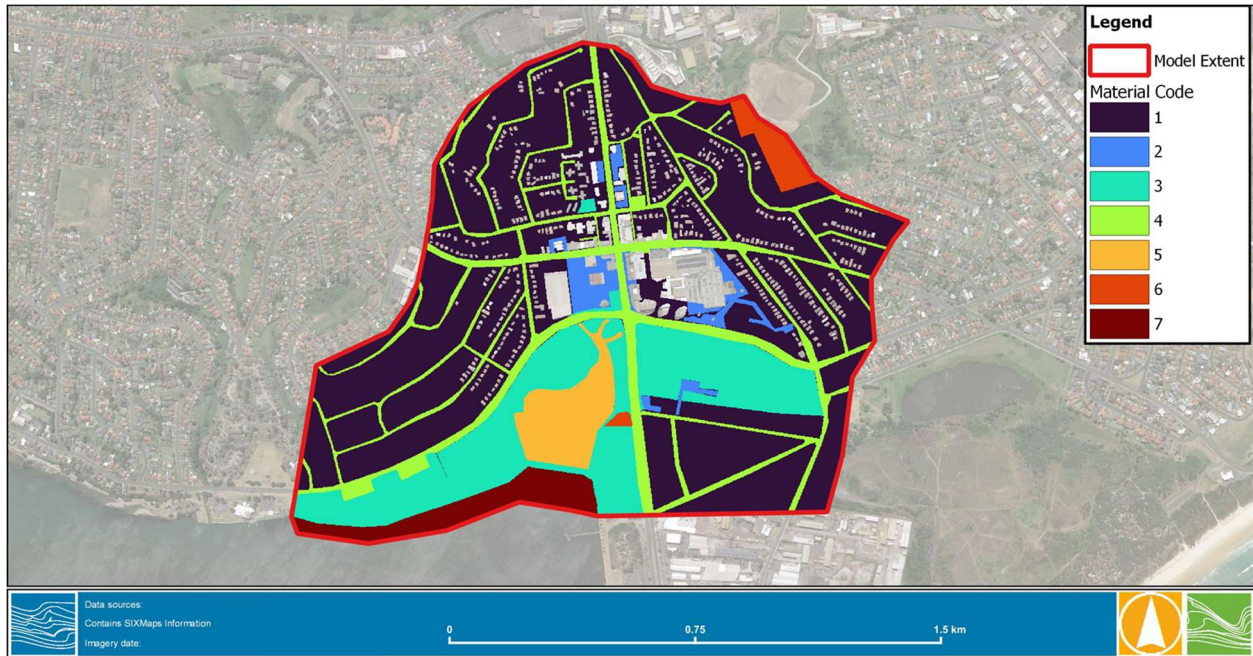 Legend
Model Extent
Material Code
1
2
3
4
5
6
7
Data sources:
Contains SIXMaps Information
Imagery date:
0
0.75
1.5 km